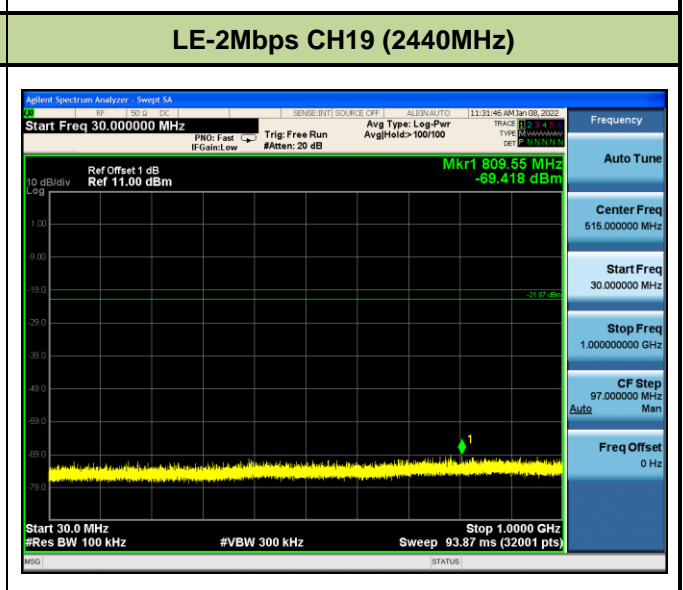 LE-2Mbps CH19 (2440MHz)
Agilent Spectrum Analyzer - Swept SA
RF 50 Ω DC SENSE:INT SOURCE OFF ALIGNAUTO 11:31:46 AM Jan 08, 2022
Start Freq 30.000000 MHz
PNO: Fast
IFGain:Low
Trig: Free Run
#Atten: 20 dB
Avg Type: Log-Pwr
Avg|Hold:>100/100
TRACE 1 2 3 4 5 6
TYPE M
DET P N N N N N
Ref Offset 1 dB
Ref 11.00 dBm
10 dB/div
Log
Mkr1 809.55 MHz
-69.418 dBm
1.00
-9.00
-19.0
-21.87 dBm
-29.0
-39.0
-49.0
-59.0
-69.0
-79.0
1
Start 30.0 MHz
Stop 1.0000 GHz
#Res BW 100 kHz
#VBW 300 kHz
Sweep 93.87 ms (32001 pts)
MSG
STATUS
Frequency
Auto Tune
Center Freq
515.000000 MHz
Start Freq
30.000000 MHz
Stop Freq
1.000000000 GHz
CF Step
97.000000 MHz
Auto Man
Freq Offset
0 Hz